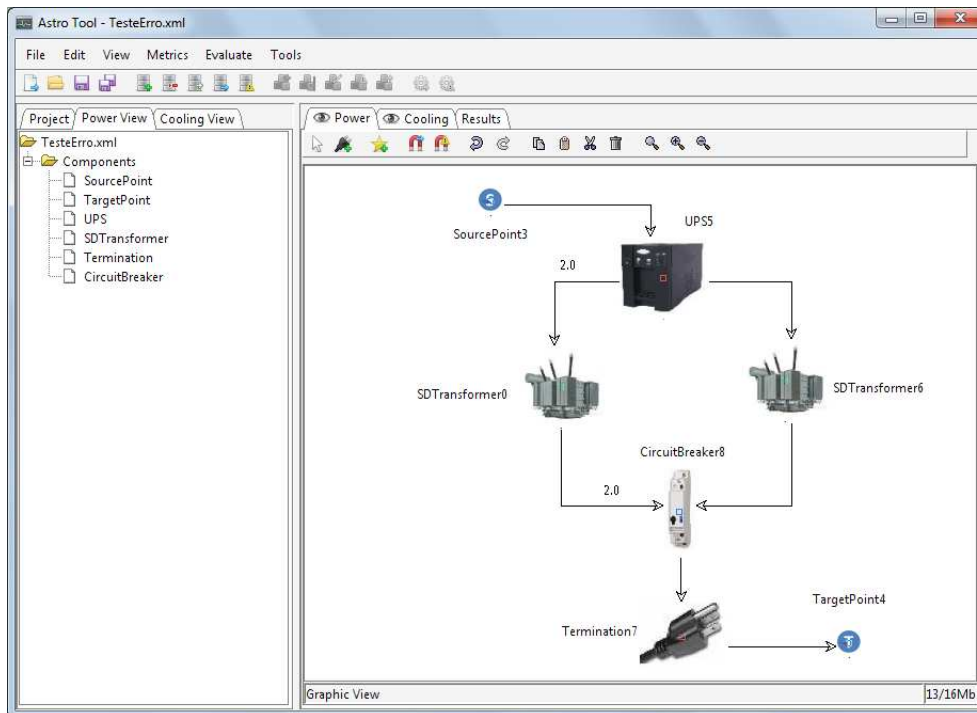 Astro Tool - TesteErro.xml
File Edit View Metrics Evaluate Tools
Project Power View Cooling View
TesteErro.xml
Components
SourcePoint
TargetPoint
UPS
SDTransformer
Termination
CircuitBreaker
Power Cooling Results
S
SourcePoint3
UPS5
2.0
SDTransformer0
SDTransformer6
CircuitBreaker8
2.0
TargetPoint4
Termination7
T
Graphic View 13/16Mb